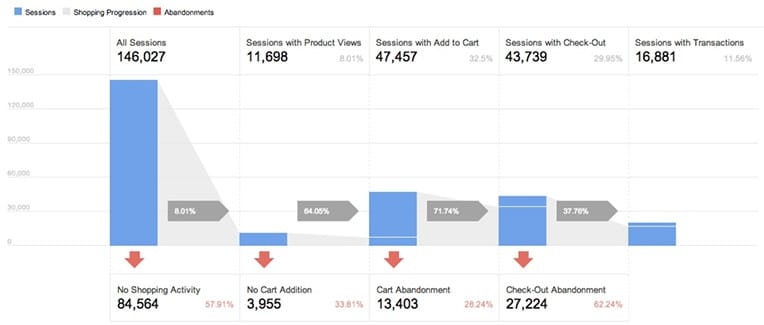 Sessions Shopping Progression Abandonments
All Sessions
146,027
Sessions with Product Views
11,698 8.01%
Sessions with Add to Cart
47,457 32.5%
Sessions with Check-Out
43,739 29.95%
Sessions with Transactions
16,881 11.56%
150,000
120,000
90,000
60,000
30,000
0
8.01%
64.05%
71.74%
37.76%
No Shopping Activity
84,564 57.91%
No Cart Addition
3,955 33.81%
Cart Abandonment
13,403 28.24%
Check-Out Abandonment
27,224 62.24%